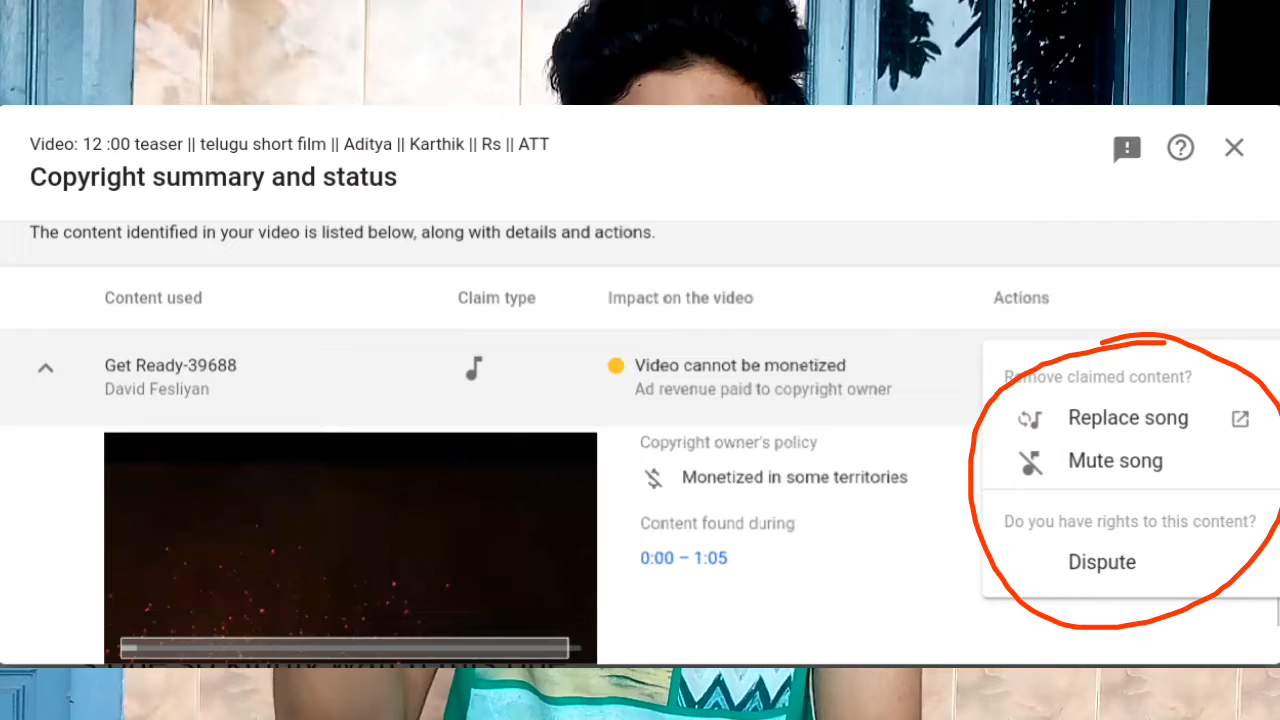 Video: 12 :00 teaser || telugu short film || Aditya || Karthik || Rs || ATT
Copyright summary and status
The content identified in your video is listed below, along with details and actions.
Content used Claim type Impact on the video Actions
Get Ready-39688 Video cannot be monetized
David Fesliyan Ad revenue paid to copyright owner
Remove claimed content?
Replace song
Mute song
Copyright owner's policy
Monetized in some territories
Content found during
0:00 – 1:05
Do you have rights to this content?
Dispute